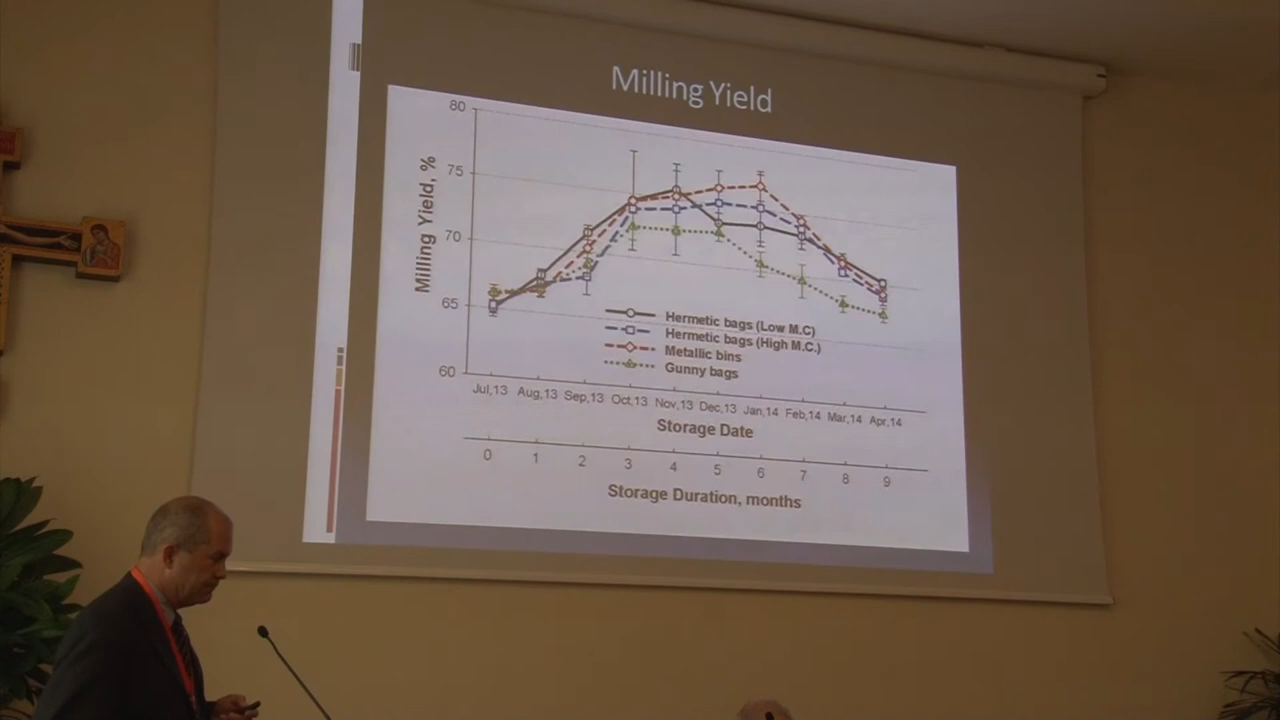 Milling Yield
80
75
70
65
60
Milling Yield, %
Hermetic bags (Low M.C)
Hermetic bags (High M.C.)
Metallic bins
Gunny bags
Jul,13 Aug,13 Sep,13 Oct,13 Nov,13 Dec,13 Jan,14 Feb,14 Mar,14 Apr,14
Storage Date
0 1 2 3 4 5 6 7 8 9
Storage Duration, months